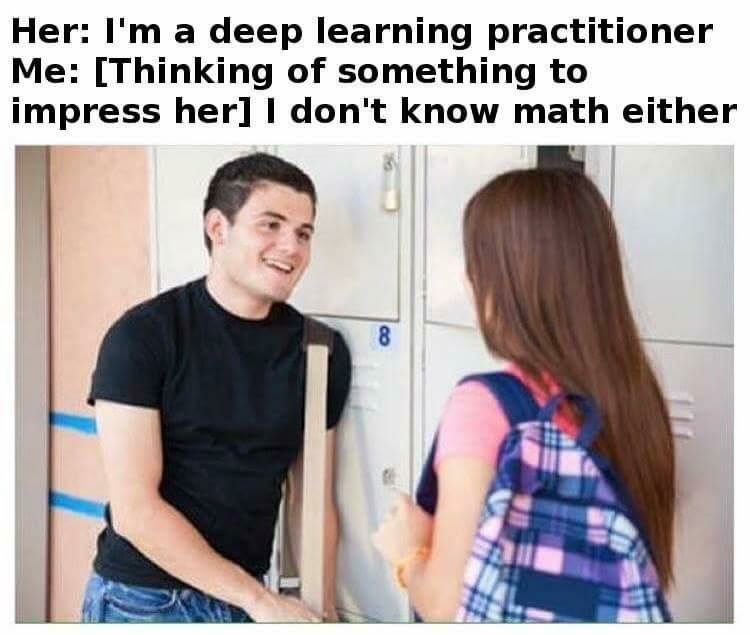 Her: I'm a deep learning practitioner
Me: [Thinking of something to
impress her] I don't know math either
8